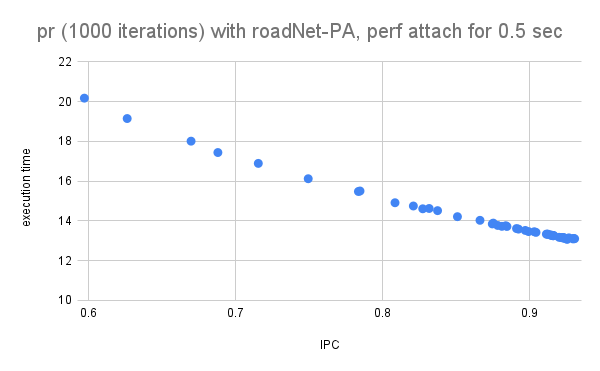 pr (1000 iterations) with roadNet-PA, perf attach for 0.5 sec
22
20
18
16
14
12
10
execution time
0.6 0.7 0.8 0.9
IPC